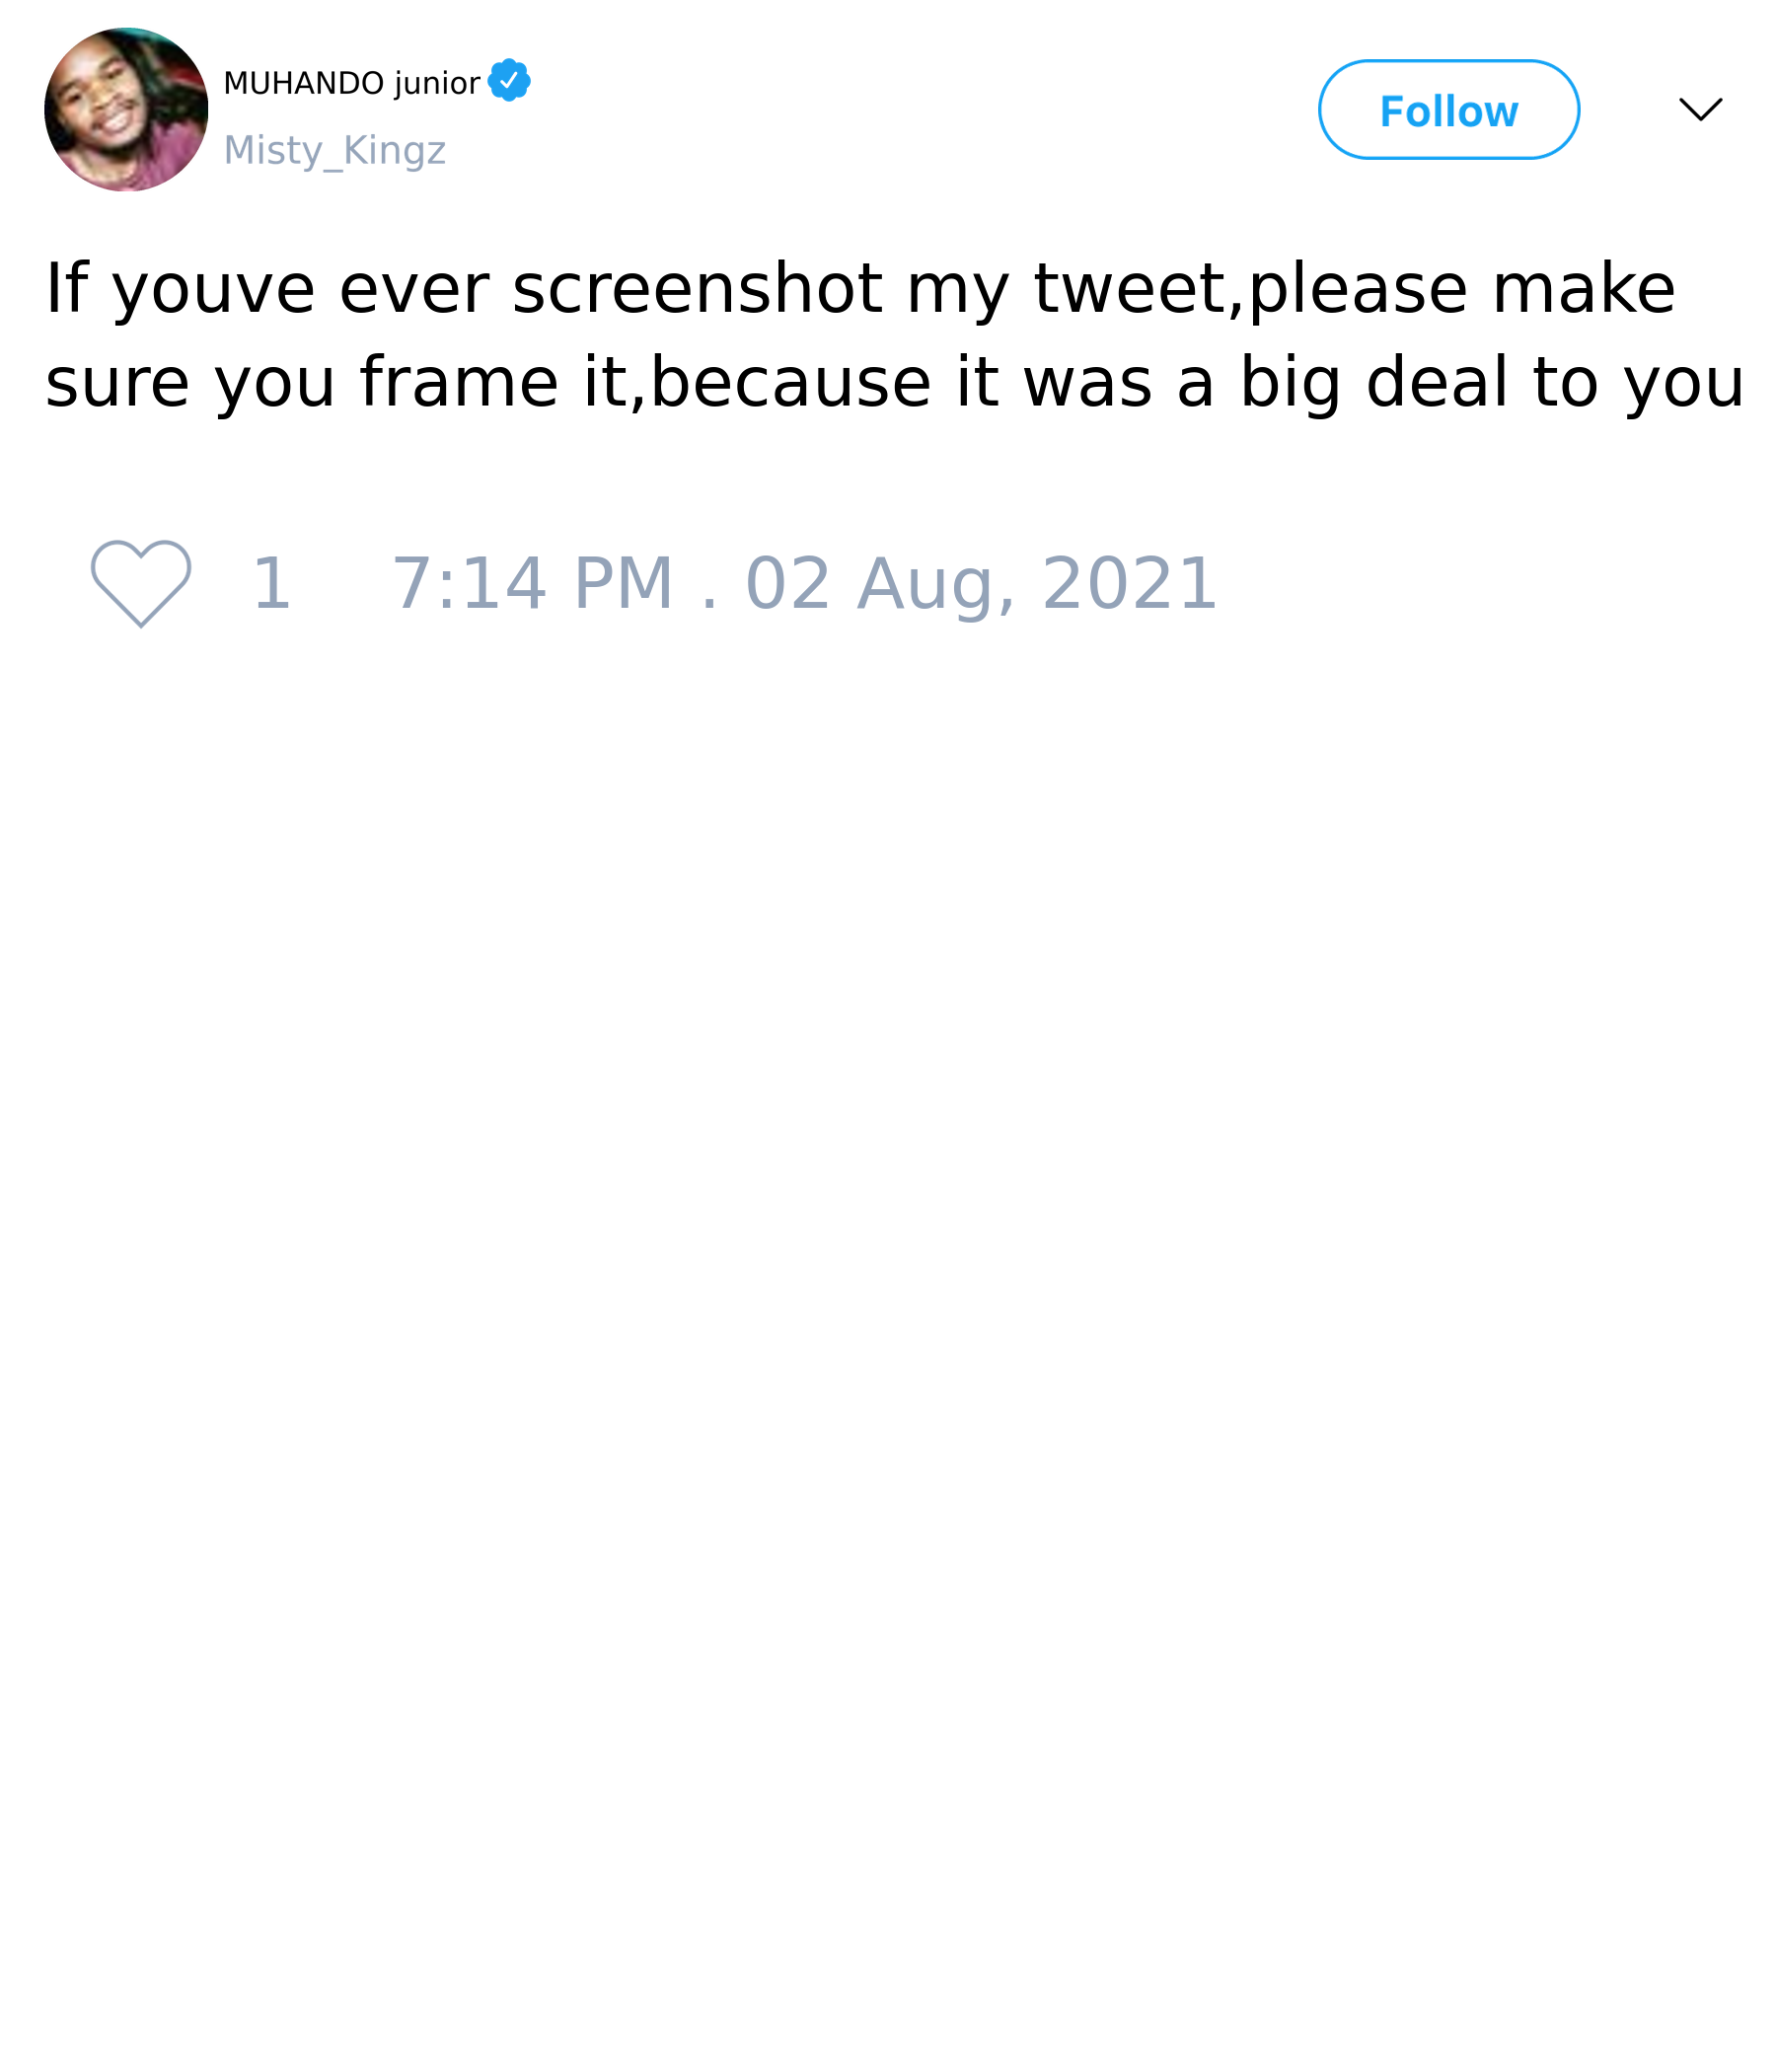 MUHANDO junior
Misty_Kingz
Follow
If youve ever screenshot my tweet,please make
sure you frame it,because it was a big deal to you
1 7:14 PM . 02 Aug, 2021